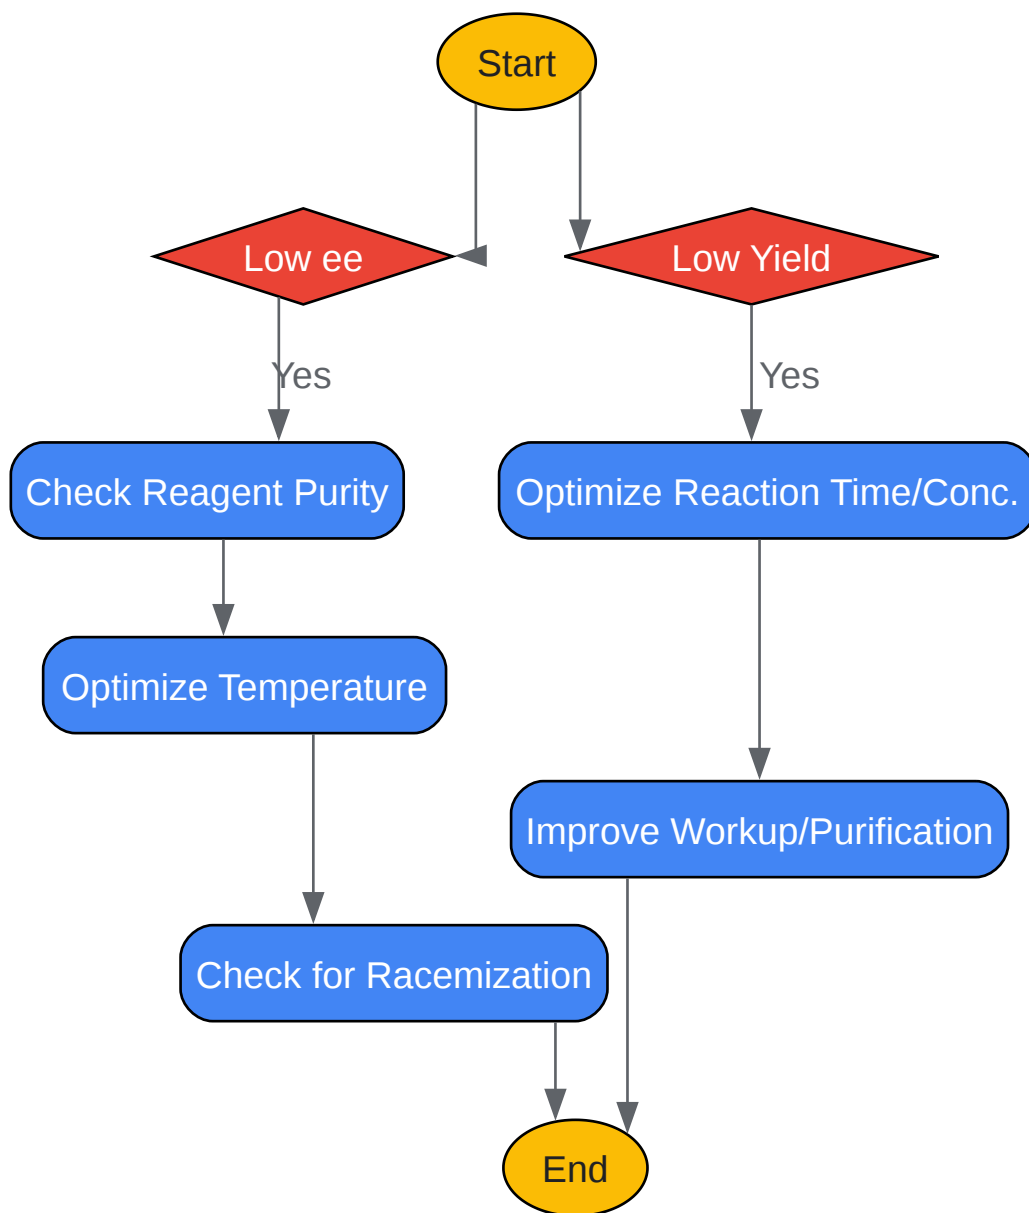 Start
Low ee
Low Yield
Yes
Yes
Check Reagent Purity
Optimize Reaction Time/Conc.
Optimize Temperature
Improve Workup/Purification
Check for Racemization
End